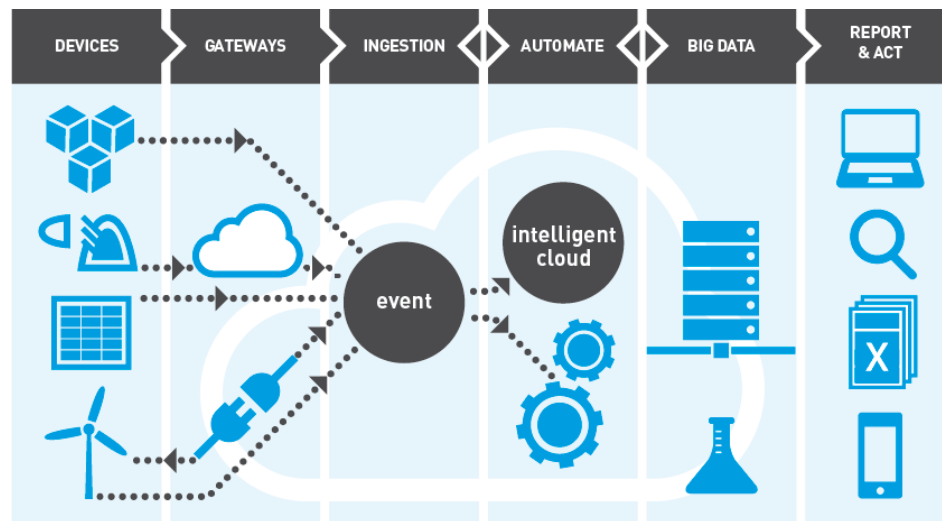 DEVICES
GATEWAYS
INGESTION
AUTOMATE
BIG DATA
REPORT
& ACT
intelligent
cloud
event
X